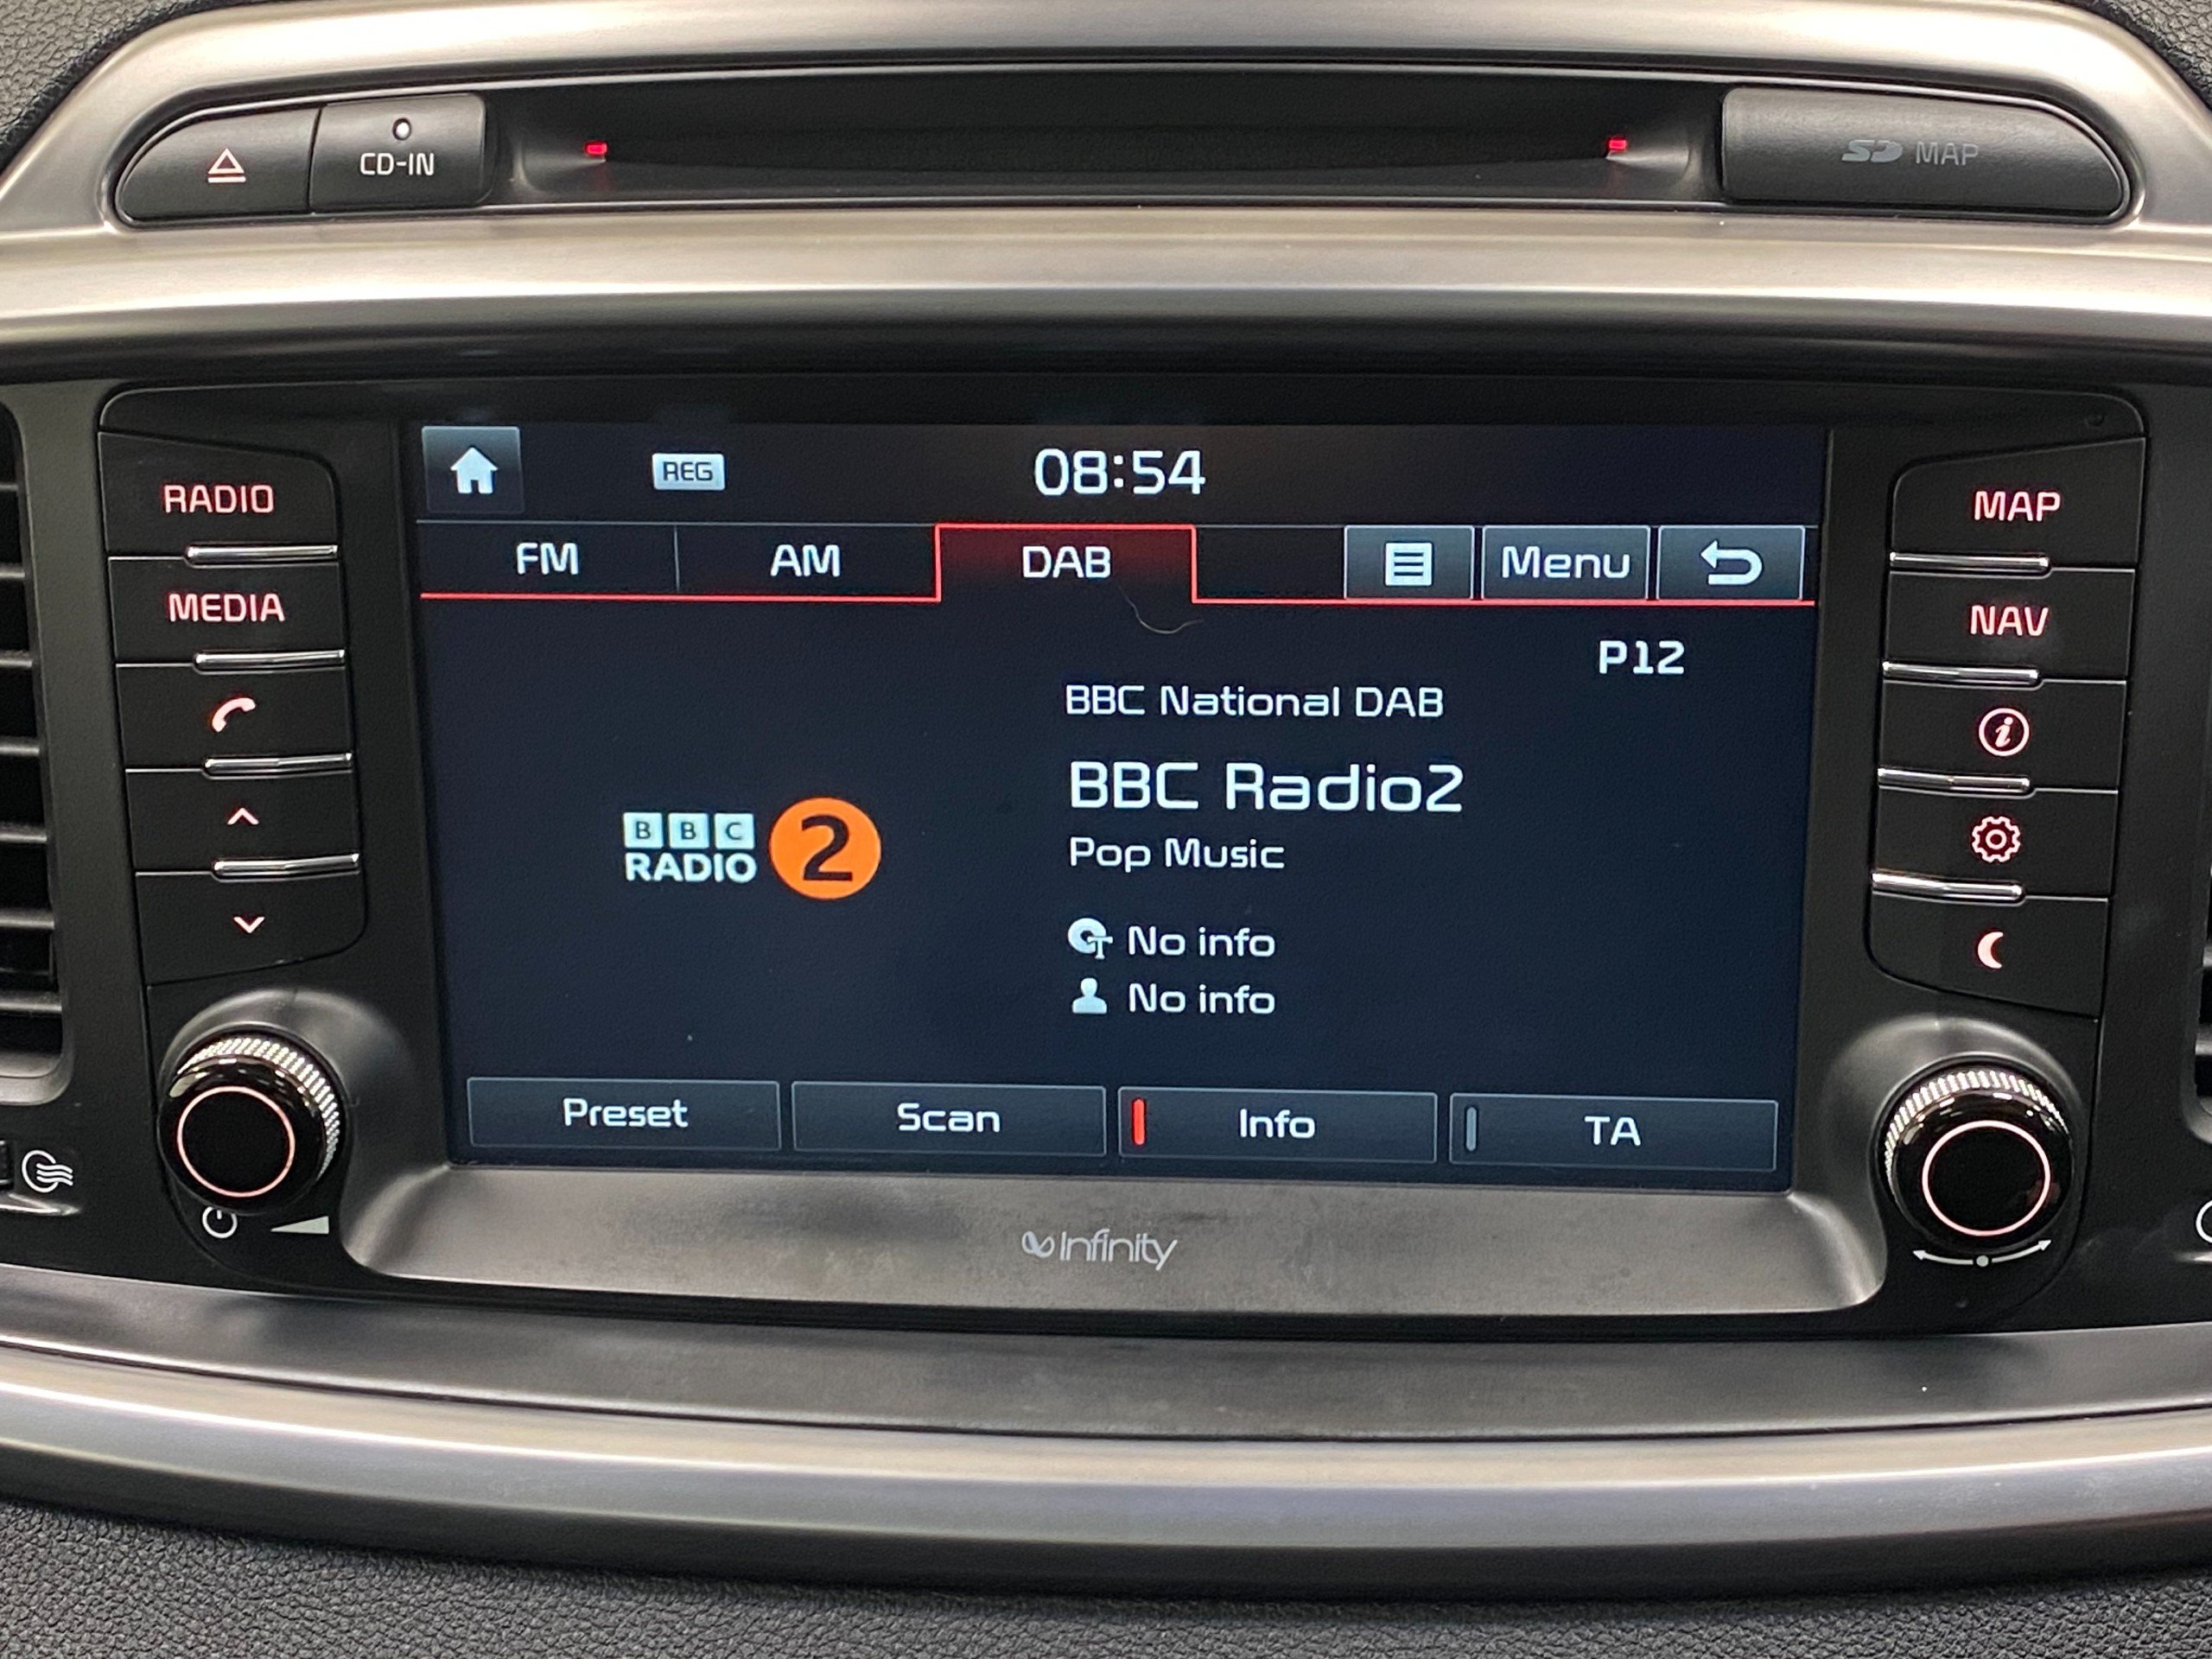 CD-IN
SD MAP
RADIO
MEDIA
REG
08:54
FM
AM
DAB
Menu
P12
BBC National DAB
BBC Radio2
Pop Music
BBC
RADIO 2
No info
No info
Preset
Scan
Info
TA
MAP
NAV
Infinity